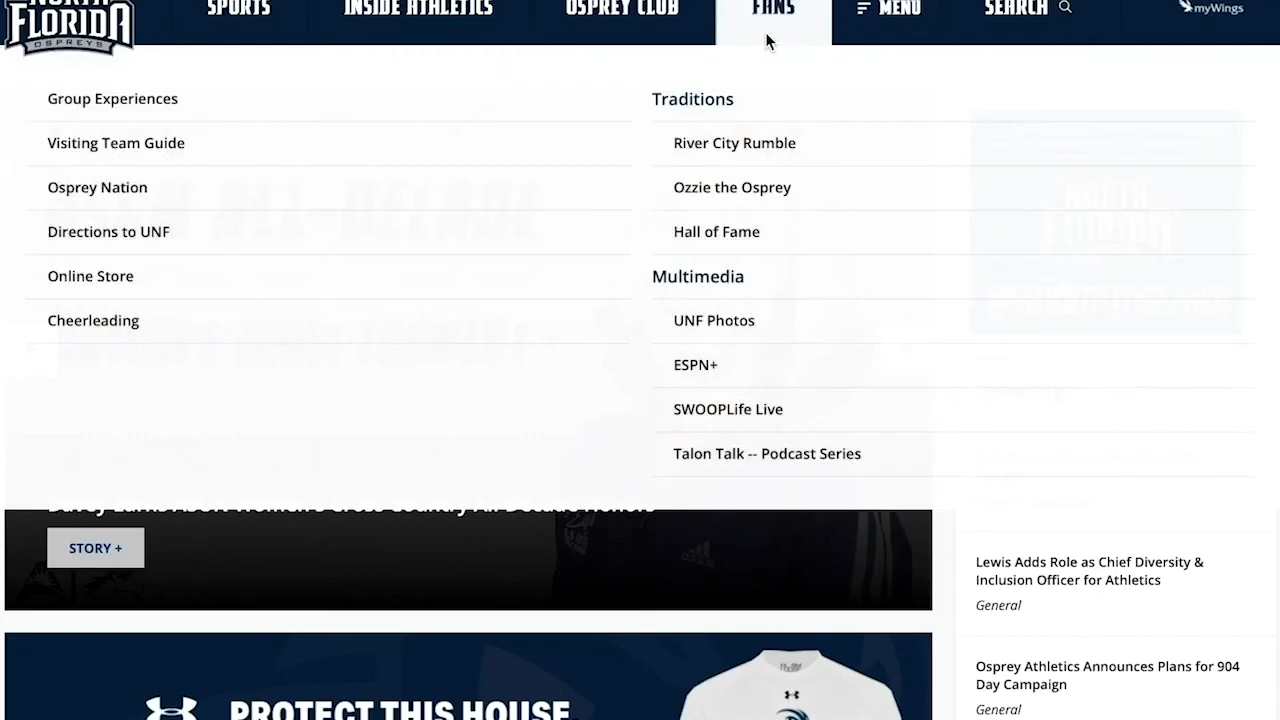 NORTH
FLORIDA
OSPREYS
SPORTS
INSIDE ATHLETICS
OSPREY CLUB
FANS
MENU
SEARCH
myWings
Group Experiences
Visiting Team Guide
Osprey Nation
Directions to UNF
Online Store
Cheerleading
Traditions
River City Rumble
Ozzie the Osprey
Hall of Fame
Multimedia
UNF Photos
ESPN+
SWOOPLife Live
Talon Talk -- Podcast Series
STORY +
Lewis Adds Role as Chief Diversity &
Inclusion Officer for Athletics
General
Osprey Athletics Announces Plans for 904
Day Campaign
General
PROTECT THIS HOUSE.